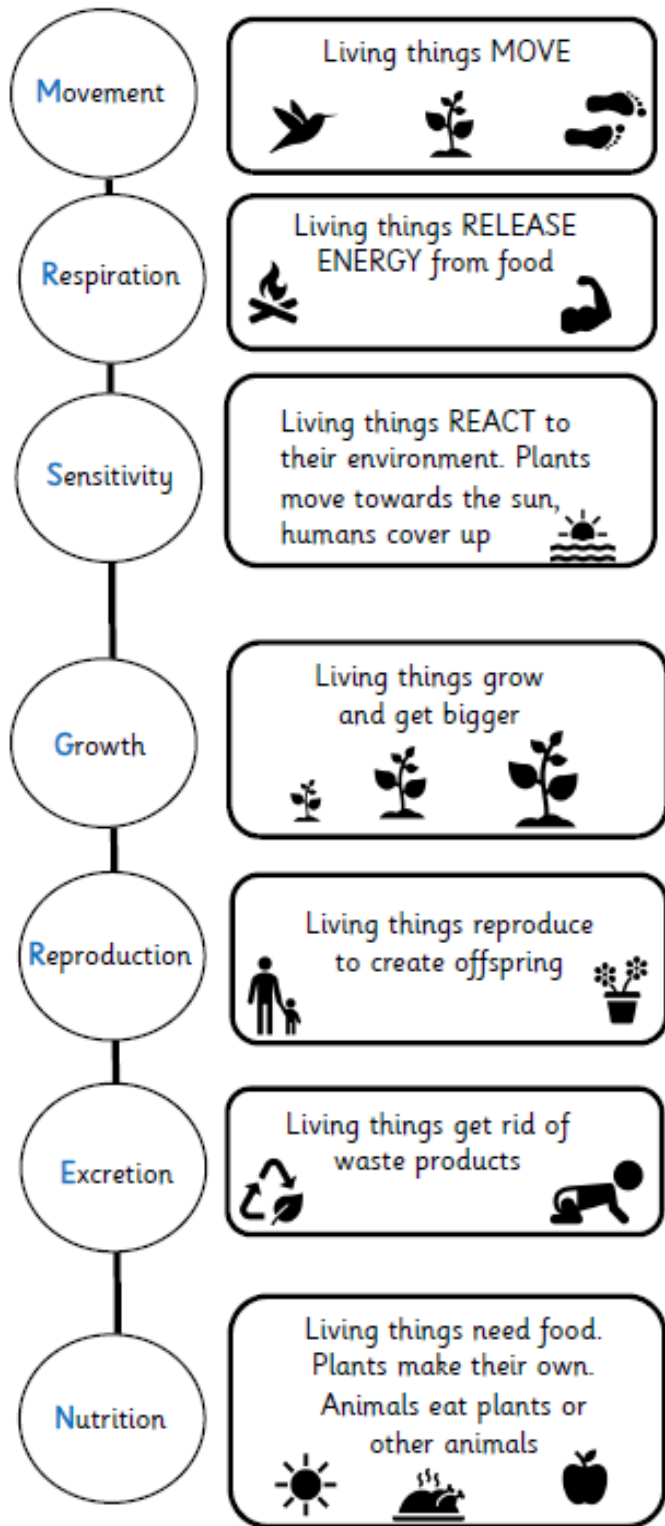 Movement
Living things MOVE
Respiration
Living things RELEASE
ENERGY from food
Sensitivity
Living things REACT to
their environment. Plants
move towards the sun,
humans cover up
Growth
Living things grow
and get bigger
Reproduction
Living things reproduce
to create offspring
Excretion
Living things get rid of
waste products
Nutrition
Living things need food.
Plants make their own.
Animals eat plants or
other animals